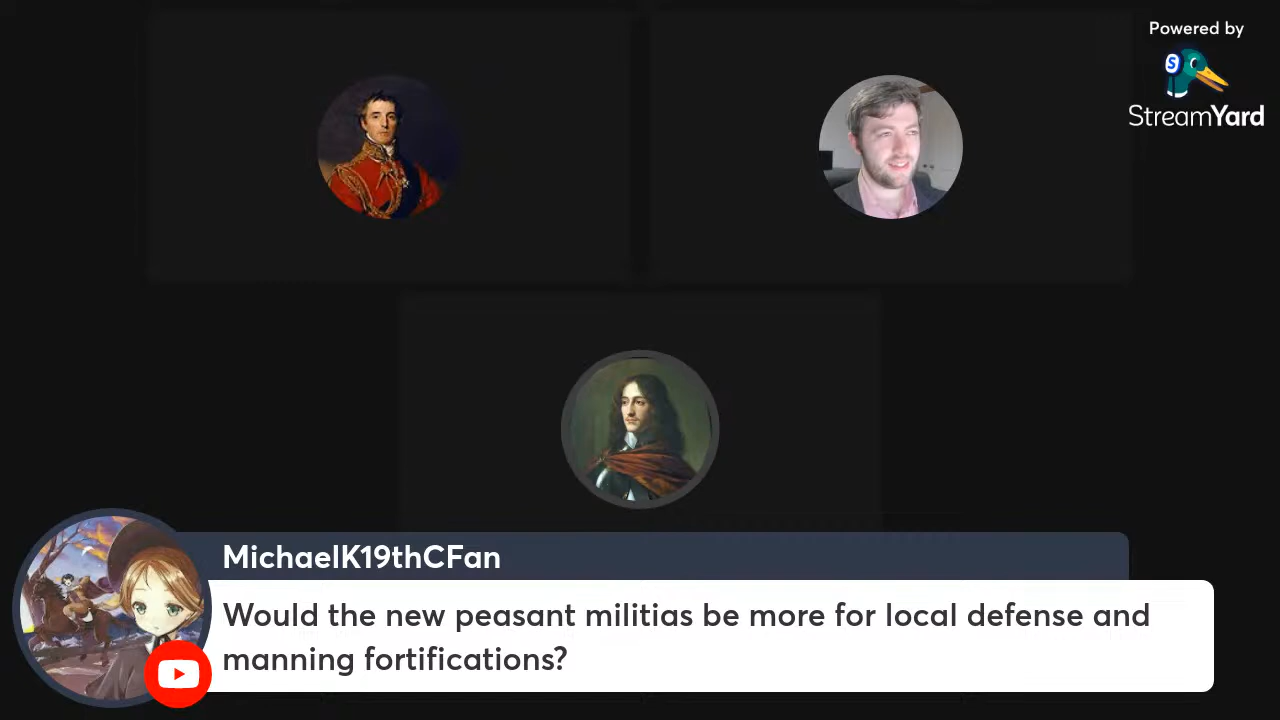 Powered by
S
StreamYard
MichaelK19thCFan
Would the new peasant militias be more for local defense and
manning fortifications?